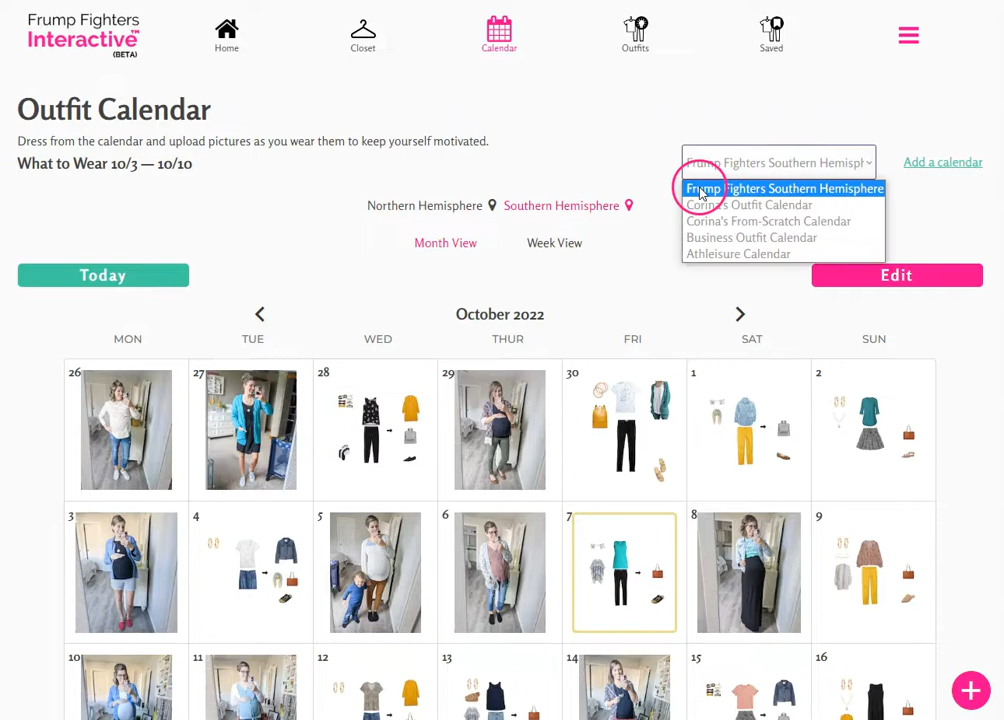 Frump Fighters
Interactive™
(BETA)
Home
Closet
Calendar
Outfits
Saved
Outfit Calendar
Dress from the calendar and upload pictures as you wear them to keep yourself motivated.
What to Wear 10/3 — 10/10
Frump Fighters Southern Hemisph
Add a calendar
Frump Fighters Southern Hemisphere
Corina's Outfit Calendar
Corina's From-Scratch Calendar
Business Outfit Calendar
Athleisure Calendar
Northern Hemisphere
Southern Hemisphere
Month View
Week View
Today
Edit
October 2022
MON TUE WED THUR FRI SAT SUN
26 27 28 29 30 1 2
3 4 5 6 7 8 9
10 11 12 13 14 15 16